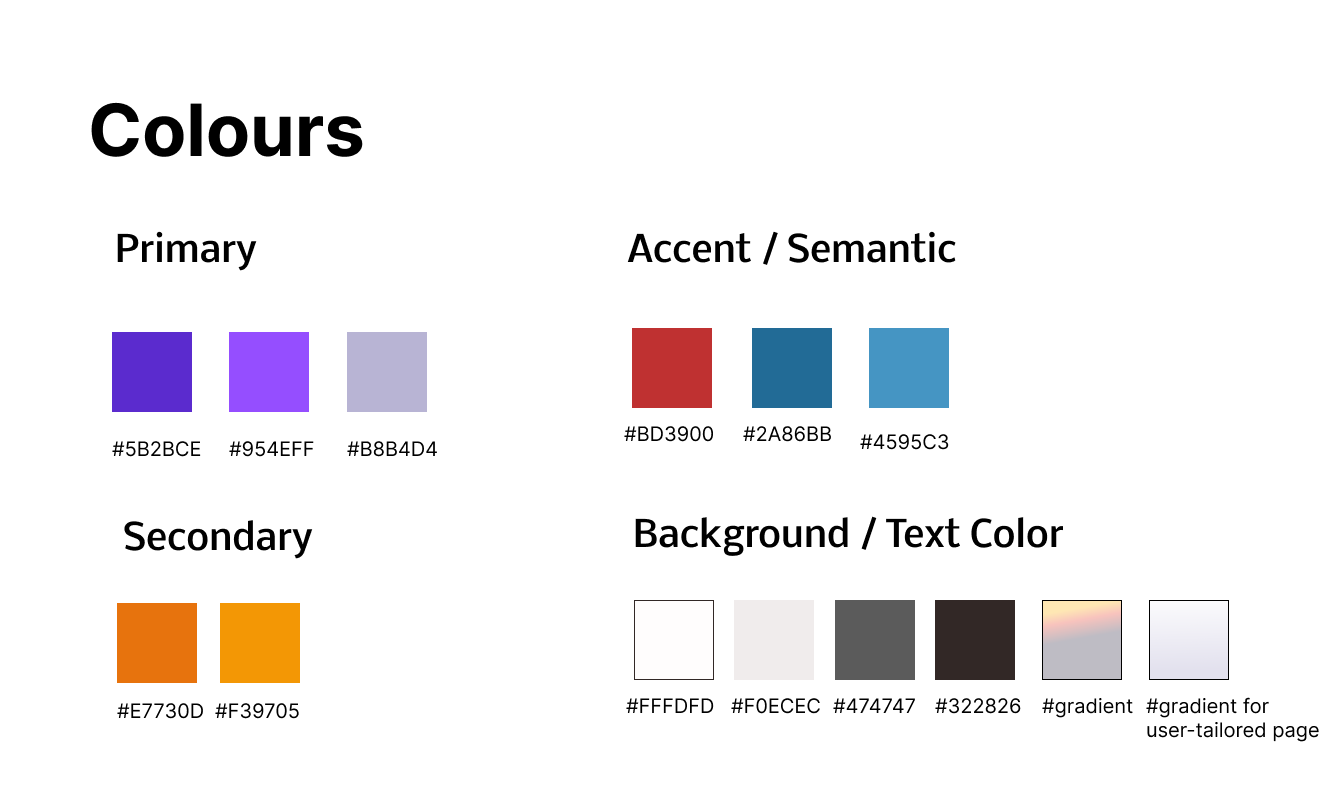 Colours
Primary
#5B2BCE #954EFF #B8B4D4
Secondary
#E7730D #F39705
Accent / Semantic
#BD3900 #2A86BB #4595C3
Background / Text Color
#FFFDFD #F0ECEC #474747 #322826 #gradient #gradient for
user-tailored page